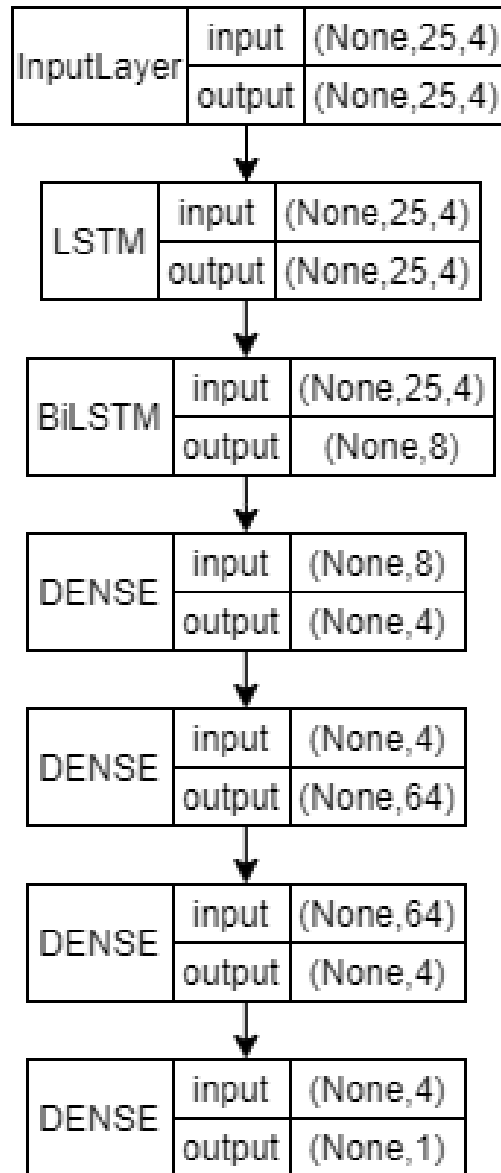 InputLayer
input (None,25,4)
output (None,25,4)
LSTM
input (None,25,4)
output (None,25,4)
BiLSTM
input (None,25,4)
output (None,8)
DENSE
input (None,8)
output (None,4)
DENSE
input (None,4)
output (None,64)
DENSE
input (None,64)
output (None,4)
DENSE
input (None,4)
output (None,1)